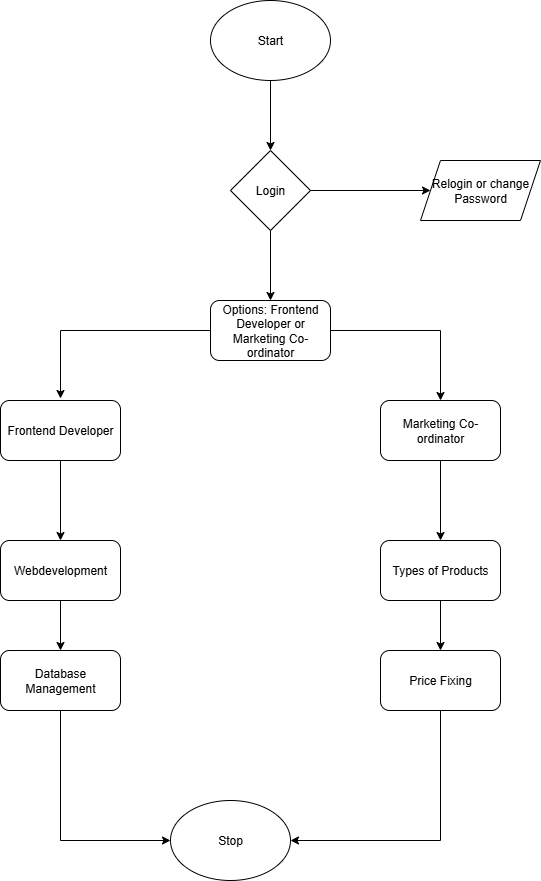 Start
Login
Relogin or change
Password
Options: Frontend
Developer or
Marketing Co-
ordinator
Frontend Developer
Marketing Co-
ordinator
Webdevelopment
Types of Products
Database
Management
Price Fixing
Stop